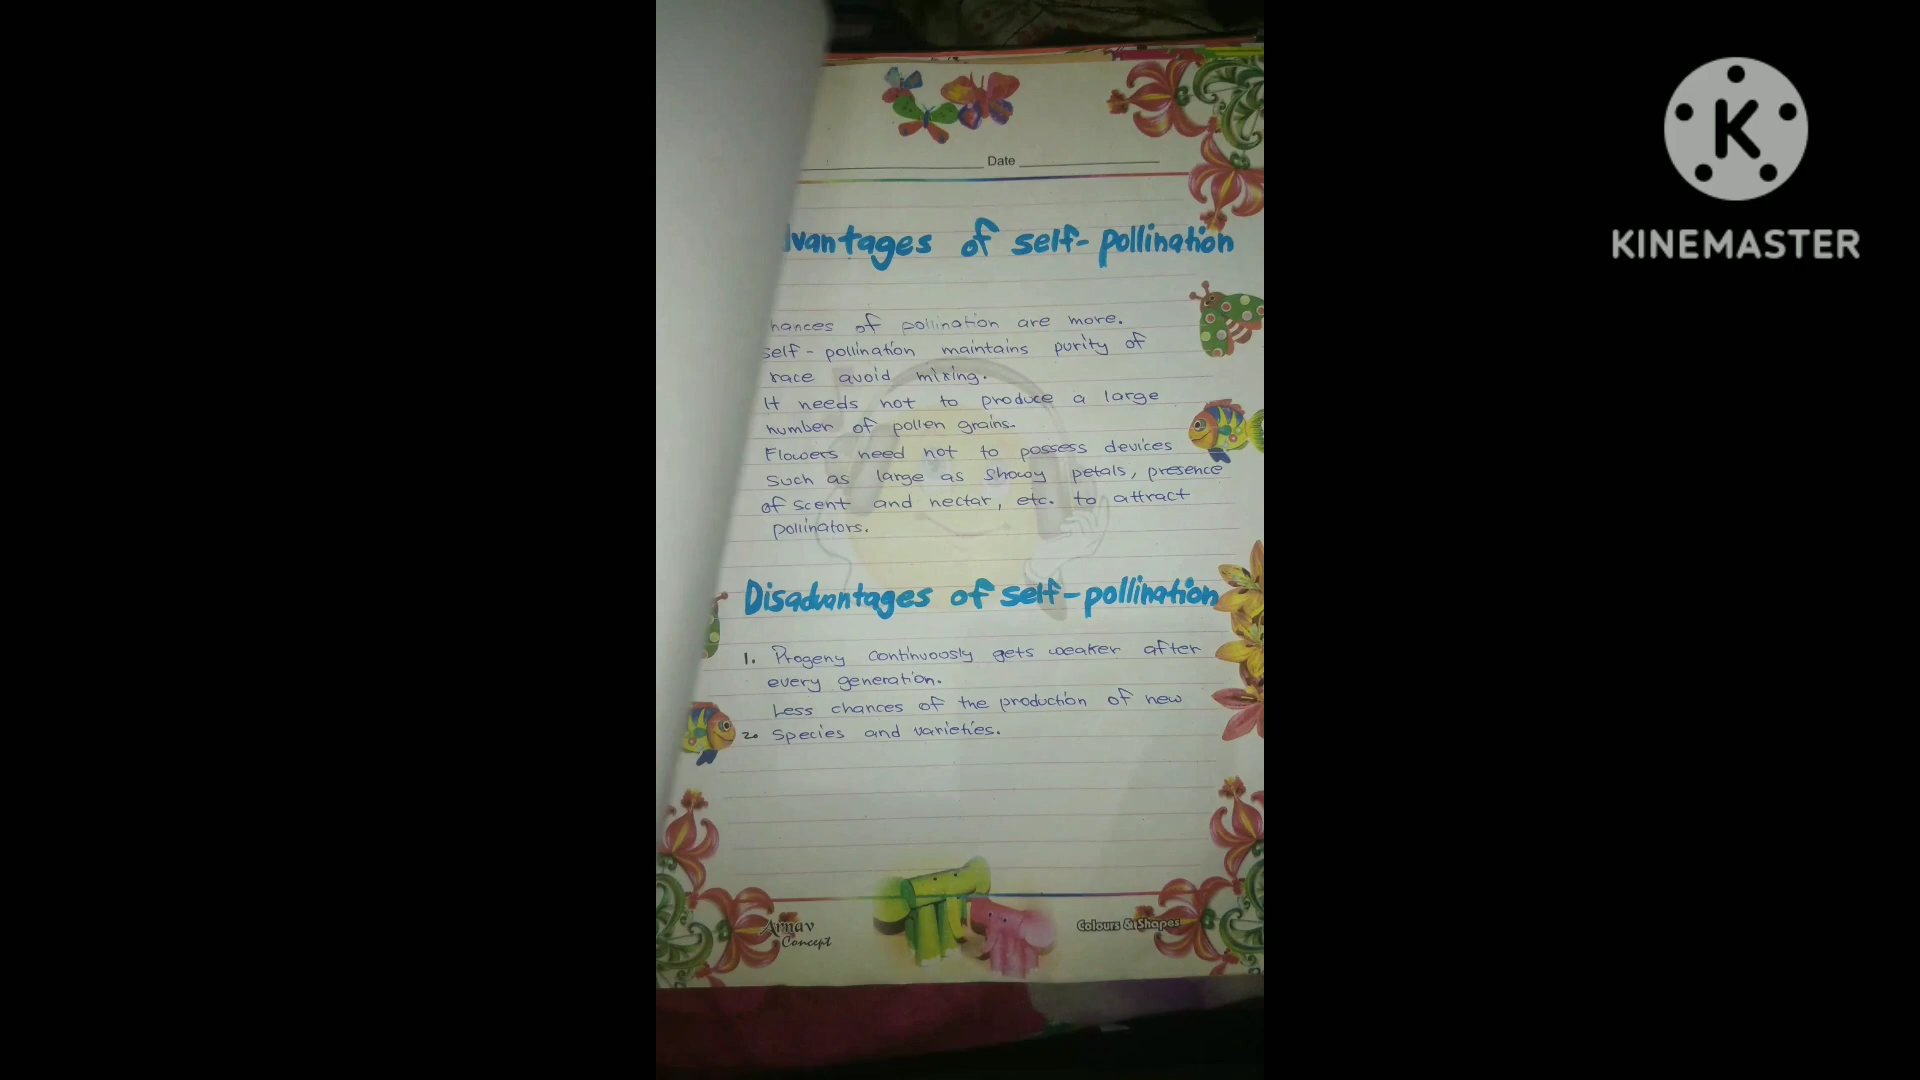 Date
dvantages of self-pollination
hances of pollination are more.
self-pollination maintains purity of
race avoid mixing.
It needs not to produce a large
number of pollen grains.
Flowers need not to possess devices
such as large as showy petals, presence
of scent and nectar, etc. to attract
pollinators.
Disadvantages of self-pollination
1. Progeny continuously gets weaker after
every generation.
Less chances of the production of new
2. species and varieties.
Arnav
Concept
Colours & Shapes
K
KINEMASTER